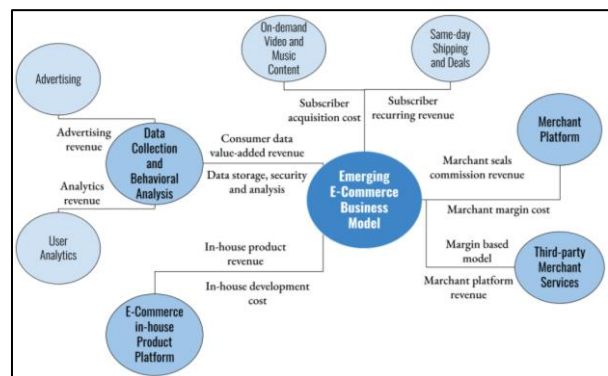 On-demand
Video and
Music
Content
Same-day
Shipping
and Deals
Advertising
Subscriber
acquisition cost
Subscriber
recurring revenue
Merchant
Platform
Advertising
revenue
Data
Collection
and
Behavioral
Analysis
Consumer data
value-added revenue
Data storage, security
and analysis
Emerging
E-Commerce
Business
Model
Marchant seals
commission revenue
Marchant margin cost
Analytics
revenue
User
Analytics
In-house product
revenue
In-house development
cost
Margin based
model
Marchant platform
revenue
Third-party
Merchant
Services
E-Commerce
in-house
Product
Platform